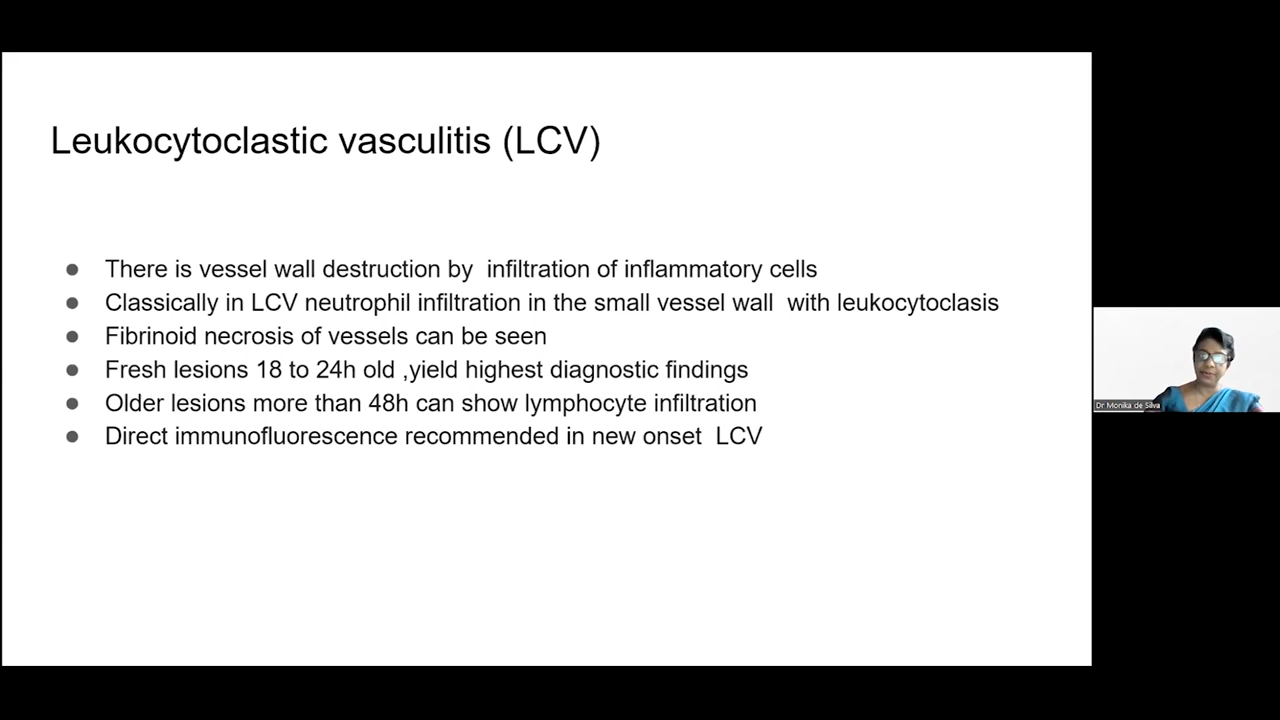 Leukocytoclastic vasculitis (LCV)
● There is vessel wall destruction by  infiltration of inflammatory cells
● Classically in LCV neutrophil infiltration in the small vessel wall  with leukocytoclasis
● Fibrinoid necrosis of vessels can be seen
● Fresh lesions 18 to 24h old ,yield highest diagnostic findings
● Older lesions more than 48h can show lymphocyte infiltration
● Direct immunofluorescence recommended in new onset  LCV
Dr Monika de Silva